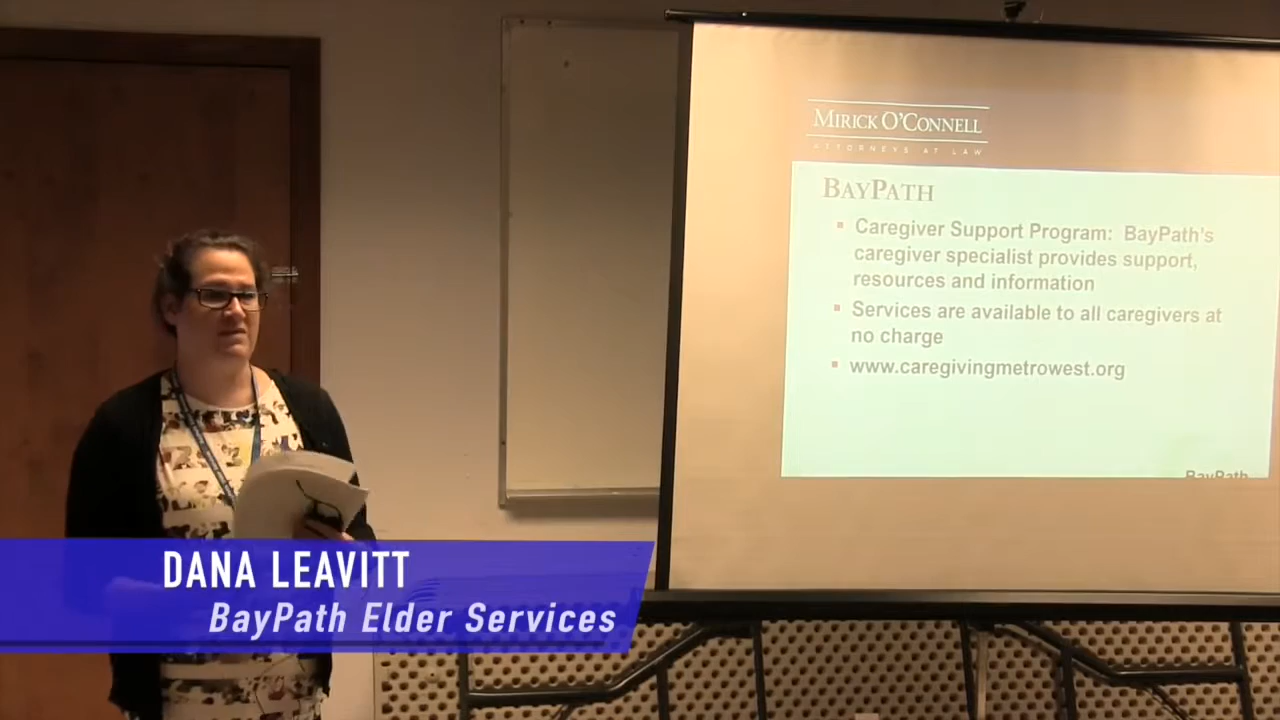 MIRICK O'CONNELL
ATTORNEYS AT LAW
BAYPATH
▪ Caregiver Support Program: BayPath's
caregiver specialist provides support,
resources and information
▪ Services are available to all caregivers at
no charge
▪ www.caregivingmetrowest.org
BayPath
DANA LEAVITT
BayPath Elder Services